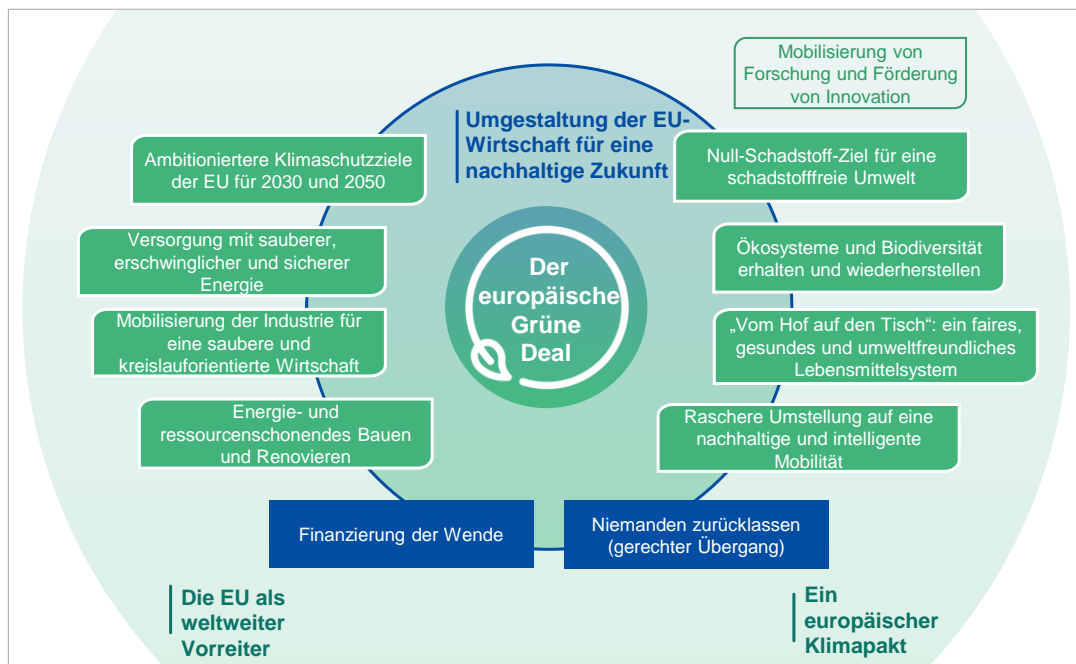 Mobilisierung von
Forschung und Förderung
von Innovation
Umgestaltung der EU-
Wirtschaft für eine
nachhaltige Zukunft
Ambitioniertere Klimaschutzziele
der EU für 2030 und 2050
Null-Schadstoff-Ziel für eine
schadstofffreie Umwelt
Versorgung mit sauberer,
erschwinglicher und sicherer
Energie
Ökosysteme und Biodiversität
erhalten und wiederherstellen
Der
europäische
Grüne
Deal
Mobilisierung der Industrie für
eine saubere und
kreislauforientierte Wirtschaft
„Vom Hof auf den Tisch“: ein faires,
gesundes und umweltfreundliches
Lebensmittelsystem
Energie- und
ressourcenschonendes Bauen
und Renovieren
Raschere Umstellung auf eine
nachhaltige und intelligente
Mobilität
Finanzierung der Wende
Niemanden zurücklassen
(gerechter Übergang)
Die EU als
weltweiter
Vorreiter
Ein
europäischer
Klimapakt